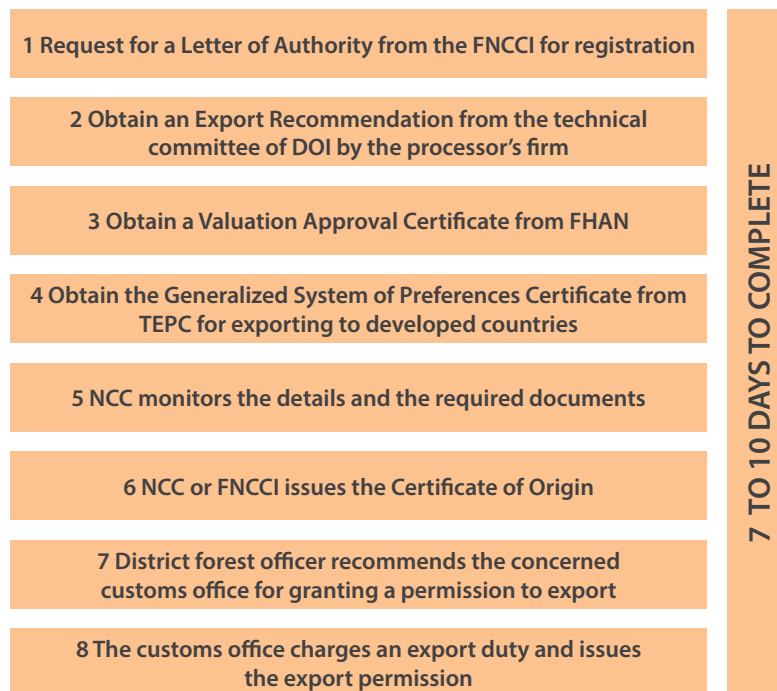 1 Request for a Letter of Authority from the FNCCI for registration
2 Obtain an Export Recommendation from the technical
committee of DOI by the processor's firm
3 Obtain a Valuation Approval Certificate from FHAN
4 Obtain the Generalized System of Preferences Certificate from
TEPC for exporting to developed countries
5 NCC monitors the details and the required documents
6 NCC or FNCCI issues the Certificate of Origin
7 District forest officer recommends the concerned
customs office for granting a permission to export
8 The customs office charges an export duty and issues
the export permission
7 TO 10 DAYS TO COMPLETE